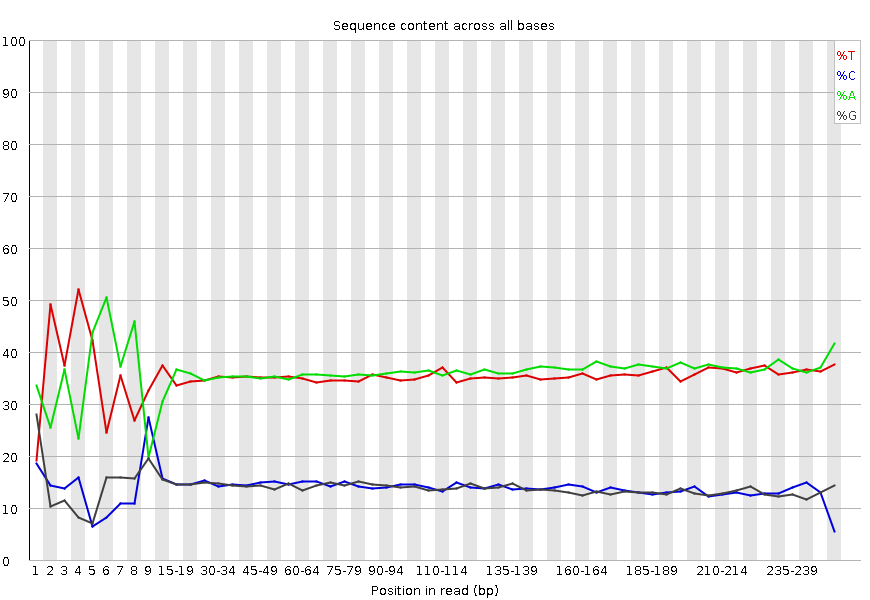 Sequence content across all bases
100
90
80
70
60
50
40
30
20
10
0
%T
%C
%A
%G
1 2 3 4 5 6 7 8 9 15-19 30-34 45-49 60-64 75-79 90-94 110-114 135-139 160-164 185-189 210-214 235-239
Position in read (bp)